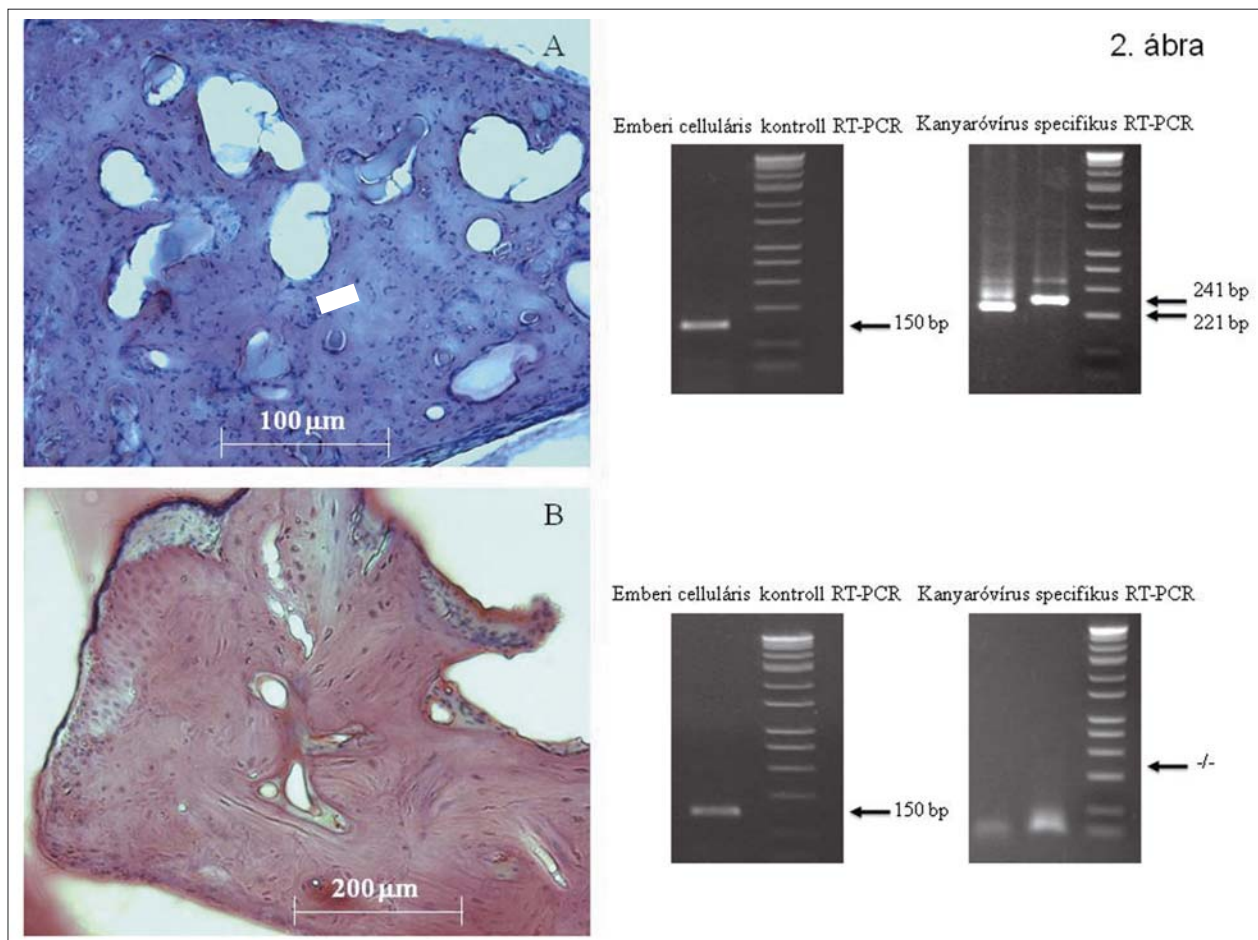 2. ábra
A
100 µm
Emberi celluláris kontroll RT-PCR
Kanyaróvírus specifikus RT-PCR
150 bp
241 bp
221 bp
B
200 µm
Emberi celluláris kontroll RT-PCR
Kanyaróvírus specifikus RT-PCR
150 bp
-/-